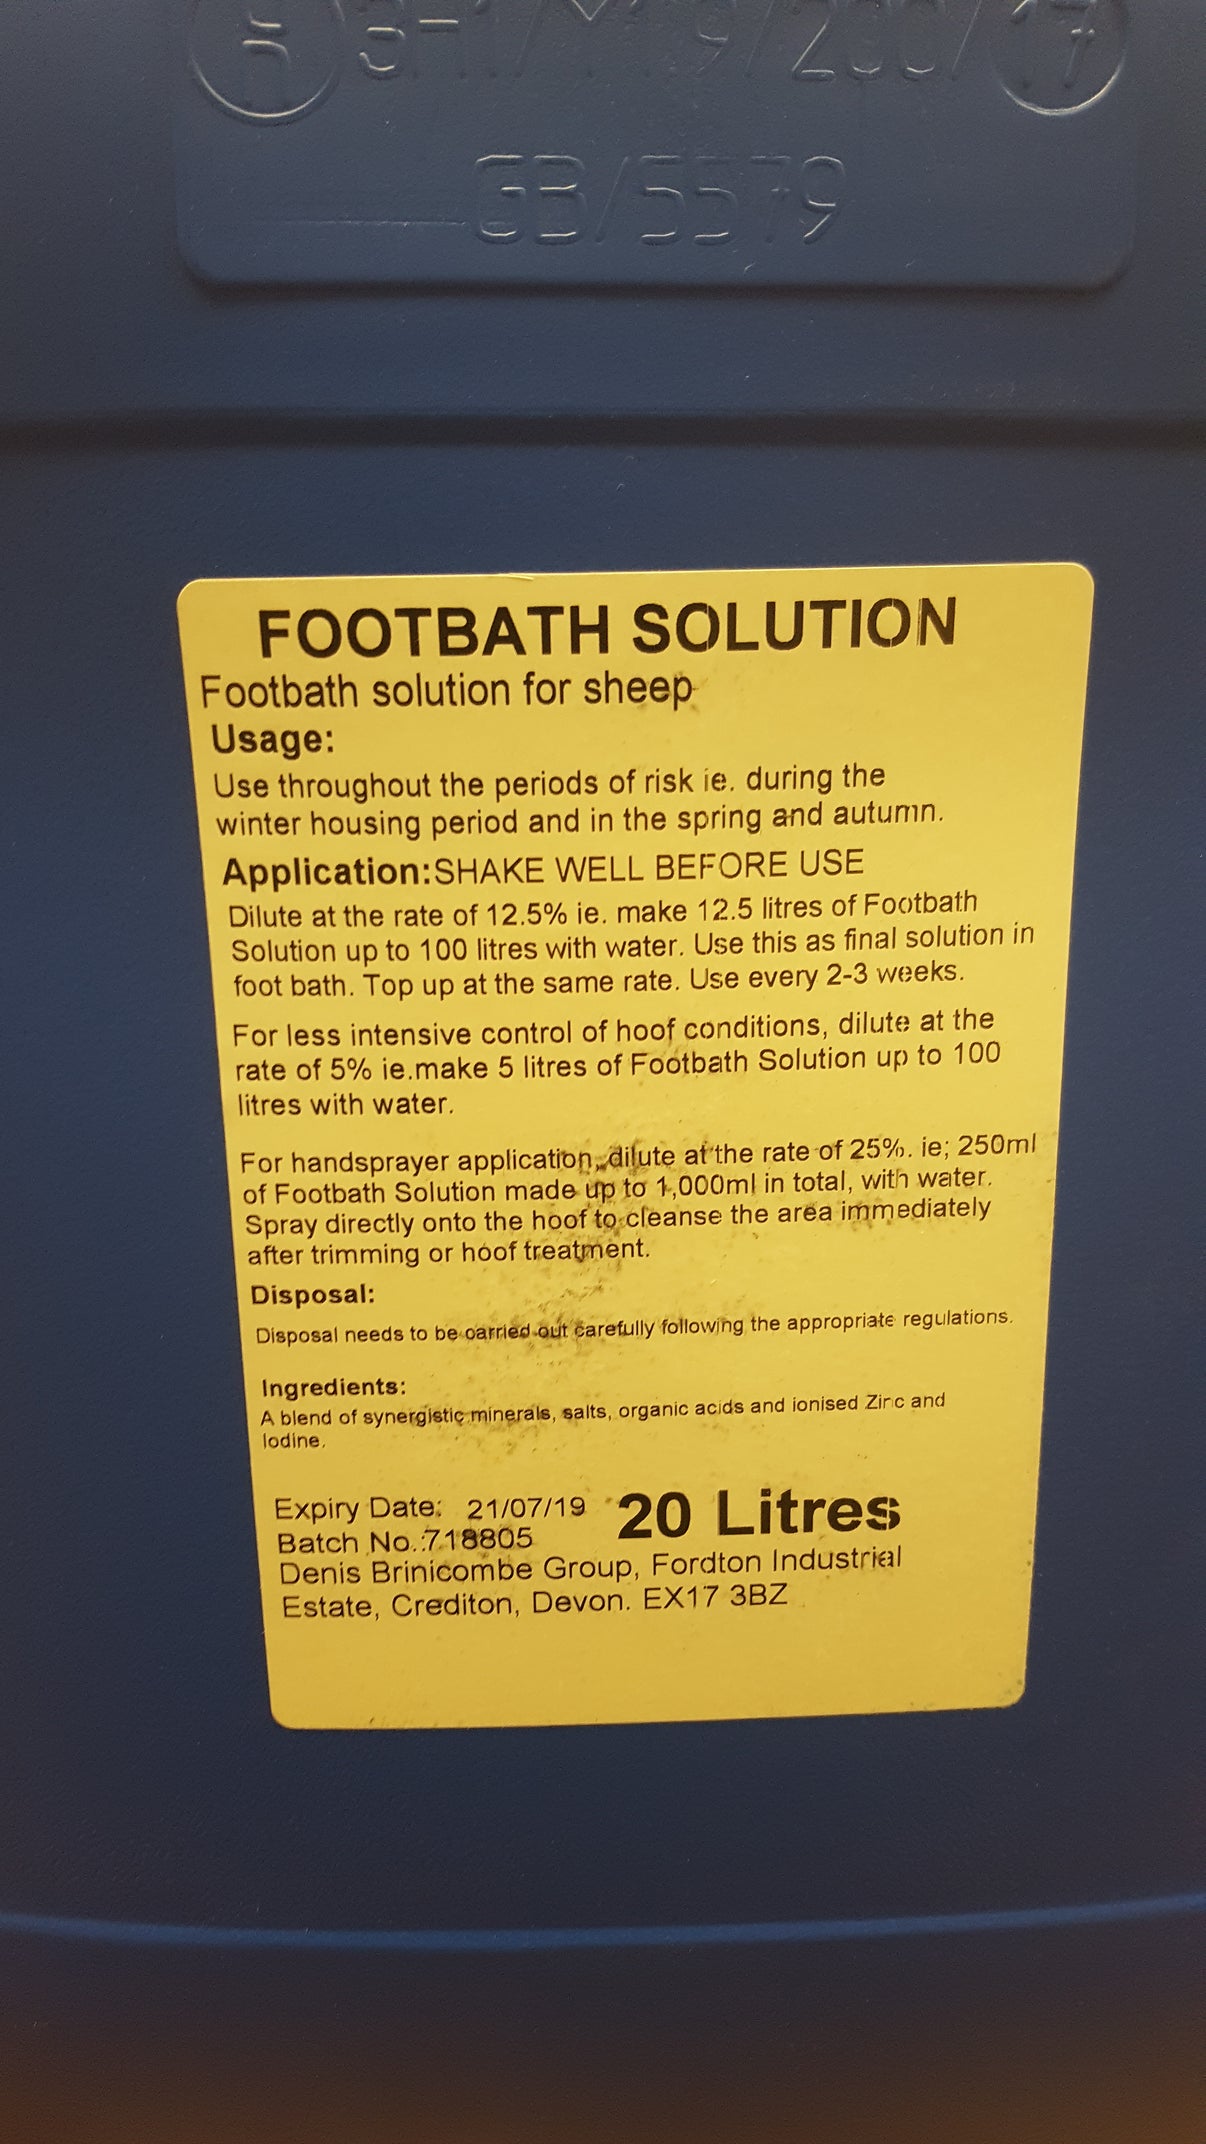 GB/5579
FOOTBATH SOLUTION
Footbath solution for sheep
Usage:
Use throughout the periods of risk ie. during the
winter housing period and in the spring and autumn.
Application:SHAKE WELL BEFORE USE
Dilute at the rate of 12.5% ie. make 12.5 litres of Footbath
Solution up to 100 litres with water. Use this as final solution in
foot bath. Top up at the same rate. Use every 2-3 weeks.
For less intensive control of hoof conditions, dilute at the
rate of 5% ie.make 5 litres of Footbath Solution up to 100
litres with water.
For handsprayer application, dilute at the rate of 25%. ie; 250ml
of Footbath Solution made up to 1,000ml in total, with water.
Spray directly onto the hoof to cleanse the area immediately
after trimming or hoof treatment.
Disposal:
Disposal needs to be carried out carefully following the appropriate regulations.
Ingredients:
A blend of synergistic minerals, salts, organic acids and ionised Zinc and
Iodine.
Expiry Date: 21/07/19 20 Litres
Batch No.:718805
Denis Brinicombe Group, Fordton Industrial
Estate, Crediton, Devon. EX17 3BZ